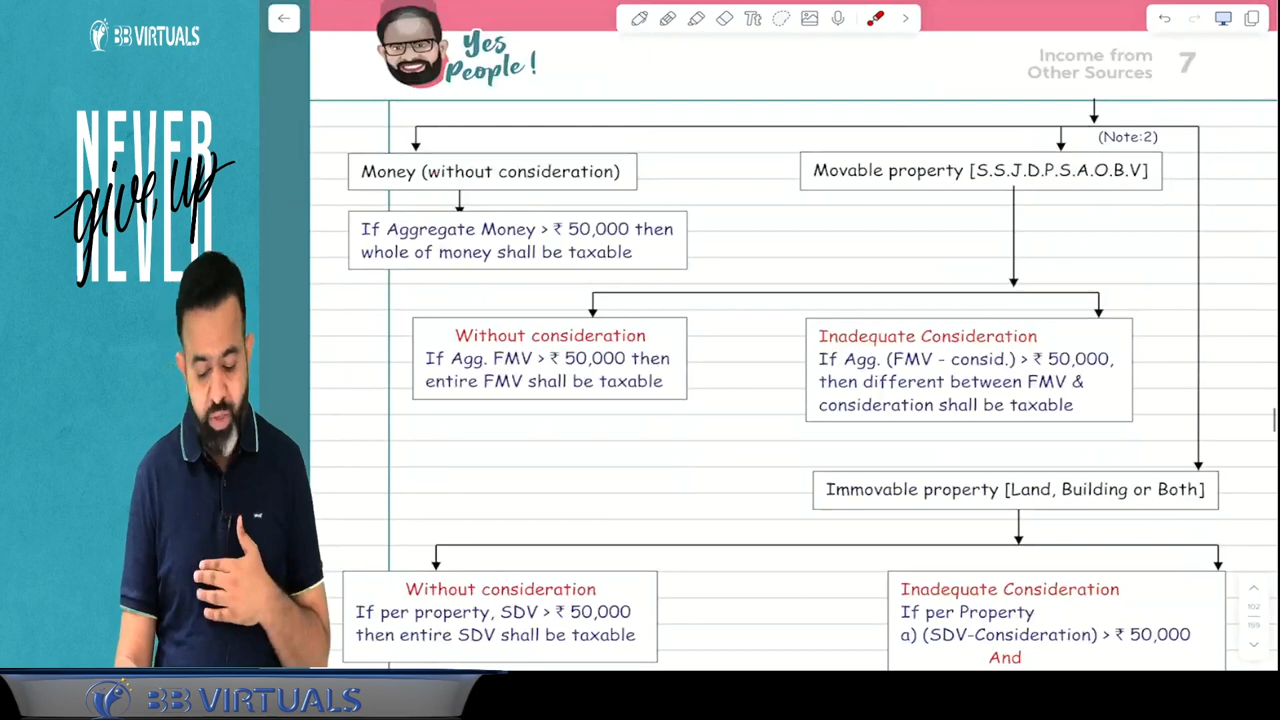 BB VIRTUALS
NEVER
give up
NEVER
Yes
People!
Tt
Income from
Other Sources
7
(Note:2)
Money (without consideration)
Movable property [S.S.J.D.P.S.A.O.B.V]
If Aggregate Money > ₹ 50,000 then
whole of money shall be taxable
Without consideration
If Agg. FMV > ₹ 50,000 then
entire FMV shall be taxable
Inadequate Consideration
If Agg. (FMV - consid.) > ₹ 50,000,
then different between FMV &
consideration shall be taxable
Immovable property [Land, Building or Both]
Without consideration
If per property, SDV > ₹ 50,000
then entire SDV shall be taxable
Inadequate Consideration
If per Property
a) (SDV-Consideration) > ₹ 50,000
And
102
199
BB VIRTUALS